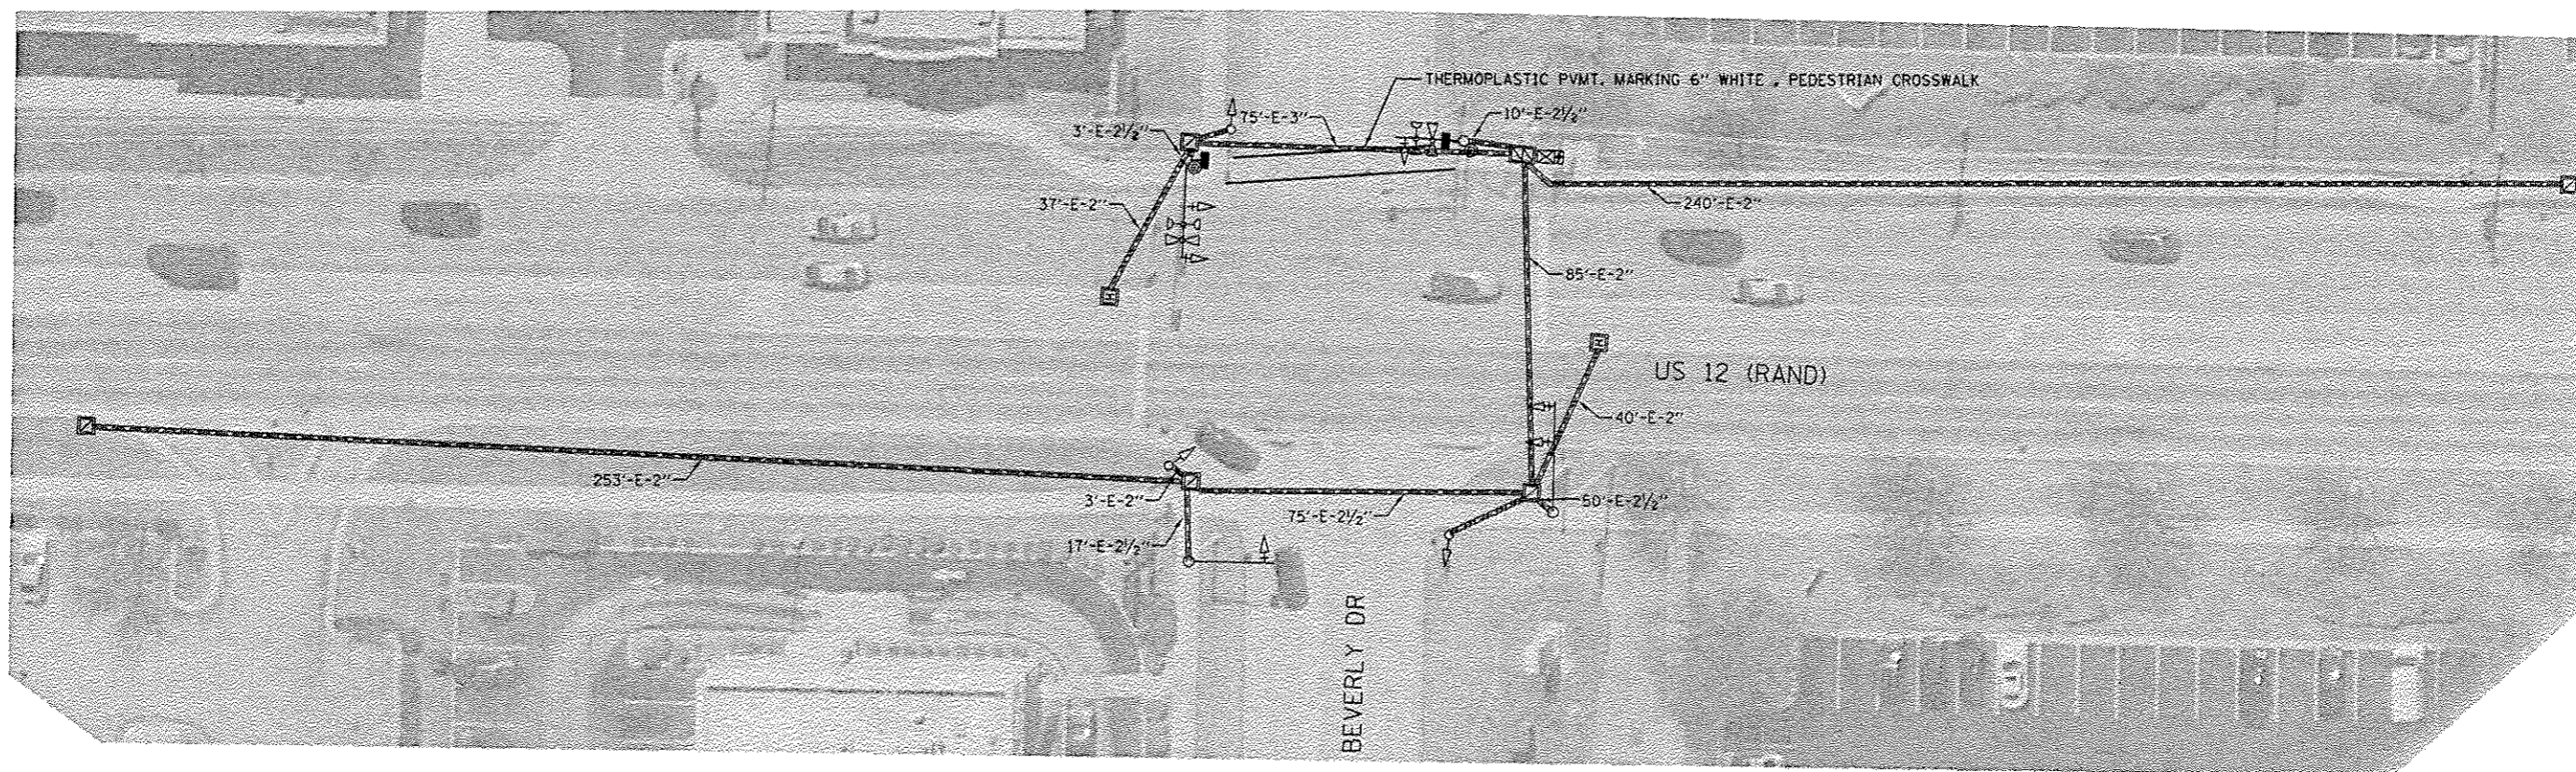 THERMOPLASTIC PVMT. MARKING 6" WHITE , PEDESTRIAN CROSSWALK
3'-E-2½"
75'-E-3"
10'-E-2½"
37'-E-2"
240'-E-2"
85'-E-2"
US 12 (RAND)
40'-E-2"
253'-E-2"
3'-E-2"
75'-E-2½"
50'-E-2½"
17'-E-2½"
BEVERLY DR
H
H